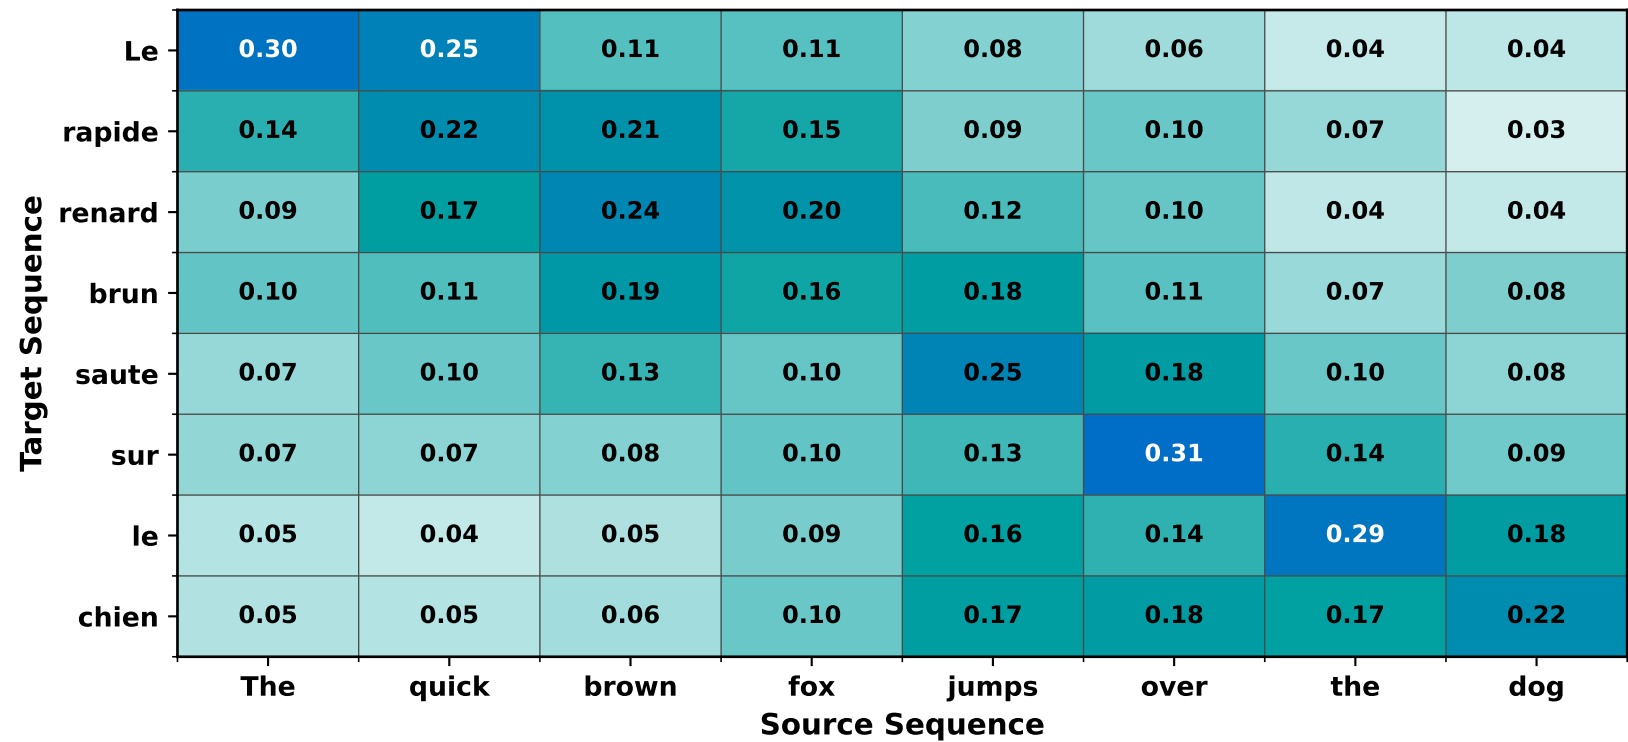 Target Sequence
Le 0.30 0.25 0.11 0.11 0.08 0.06 0.04 0.04
rapide 0.14 0.22 0.21 0.15 0.09 0.10 0.07 0.03
renard 0.09 0.17 0.24 0.20 0.12 0.10 0.04 0.04
brun 0.10 0.11 0.19 0.16 0.18 0.11 0.07 0.08
saute 0.07 0.10 0.13 0.10 0.25 0.18 0.10 0.08
sur 0.07 0.07 0.08 0.10 0.13 0.31 0.14 0.09
le 0.05 0.04 0.05 0.09 0.16 0.14 0.29 0.18
chien 0.05 0.05 0.06 0.10 0.17 0.18 0.17 0.22
The quick brown fox jumps over the dog
Source Sequence